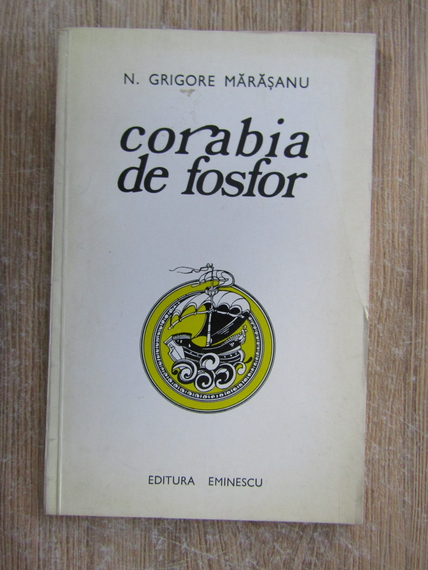 N. GRIGORE MĂRĂȘANU
corabia
de fosfor
EDITURA EMINESCU